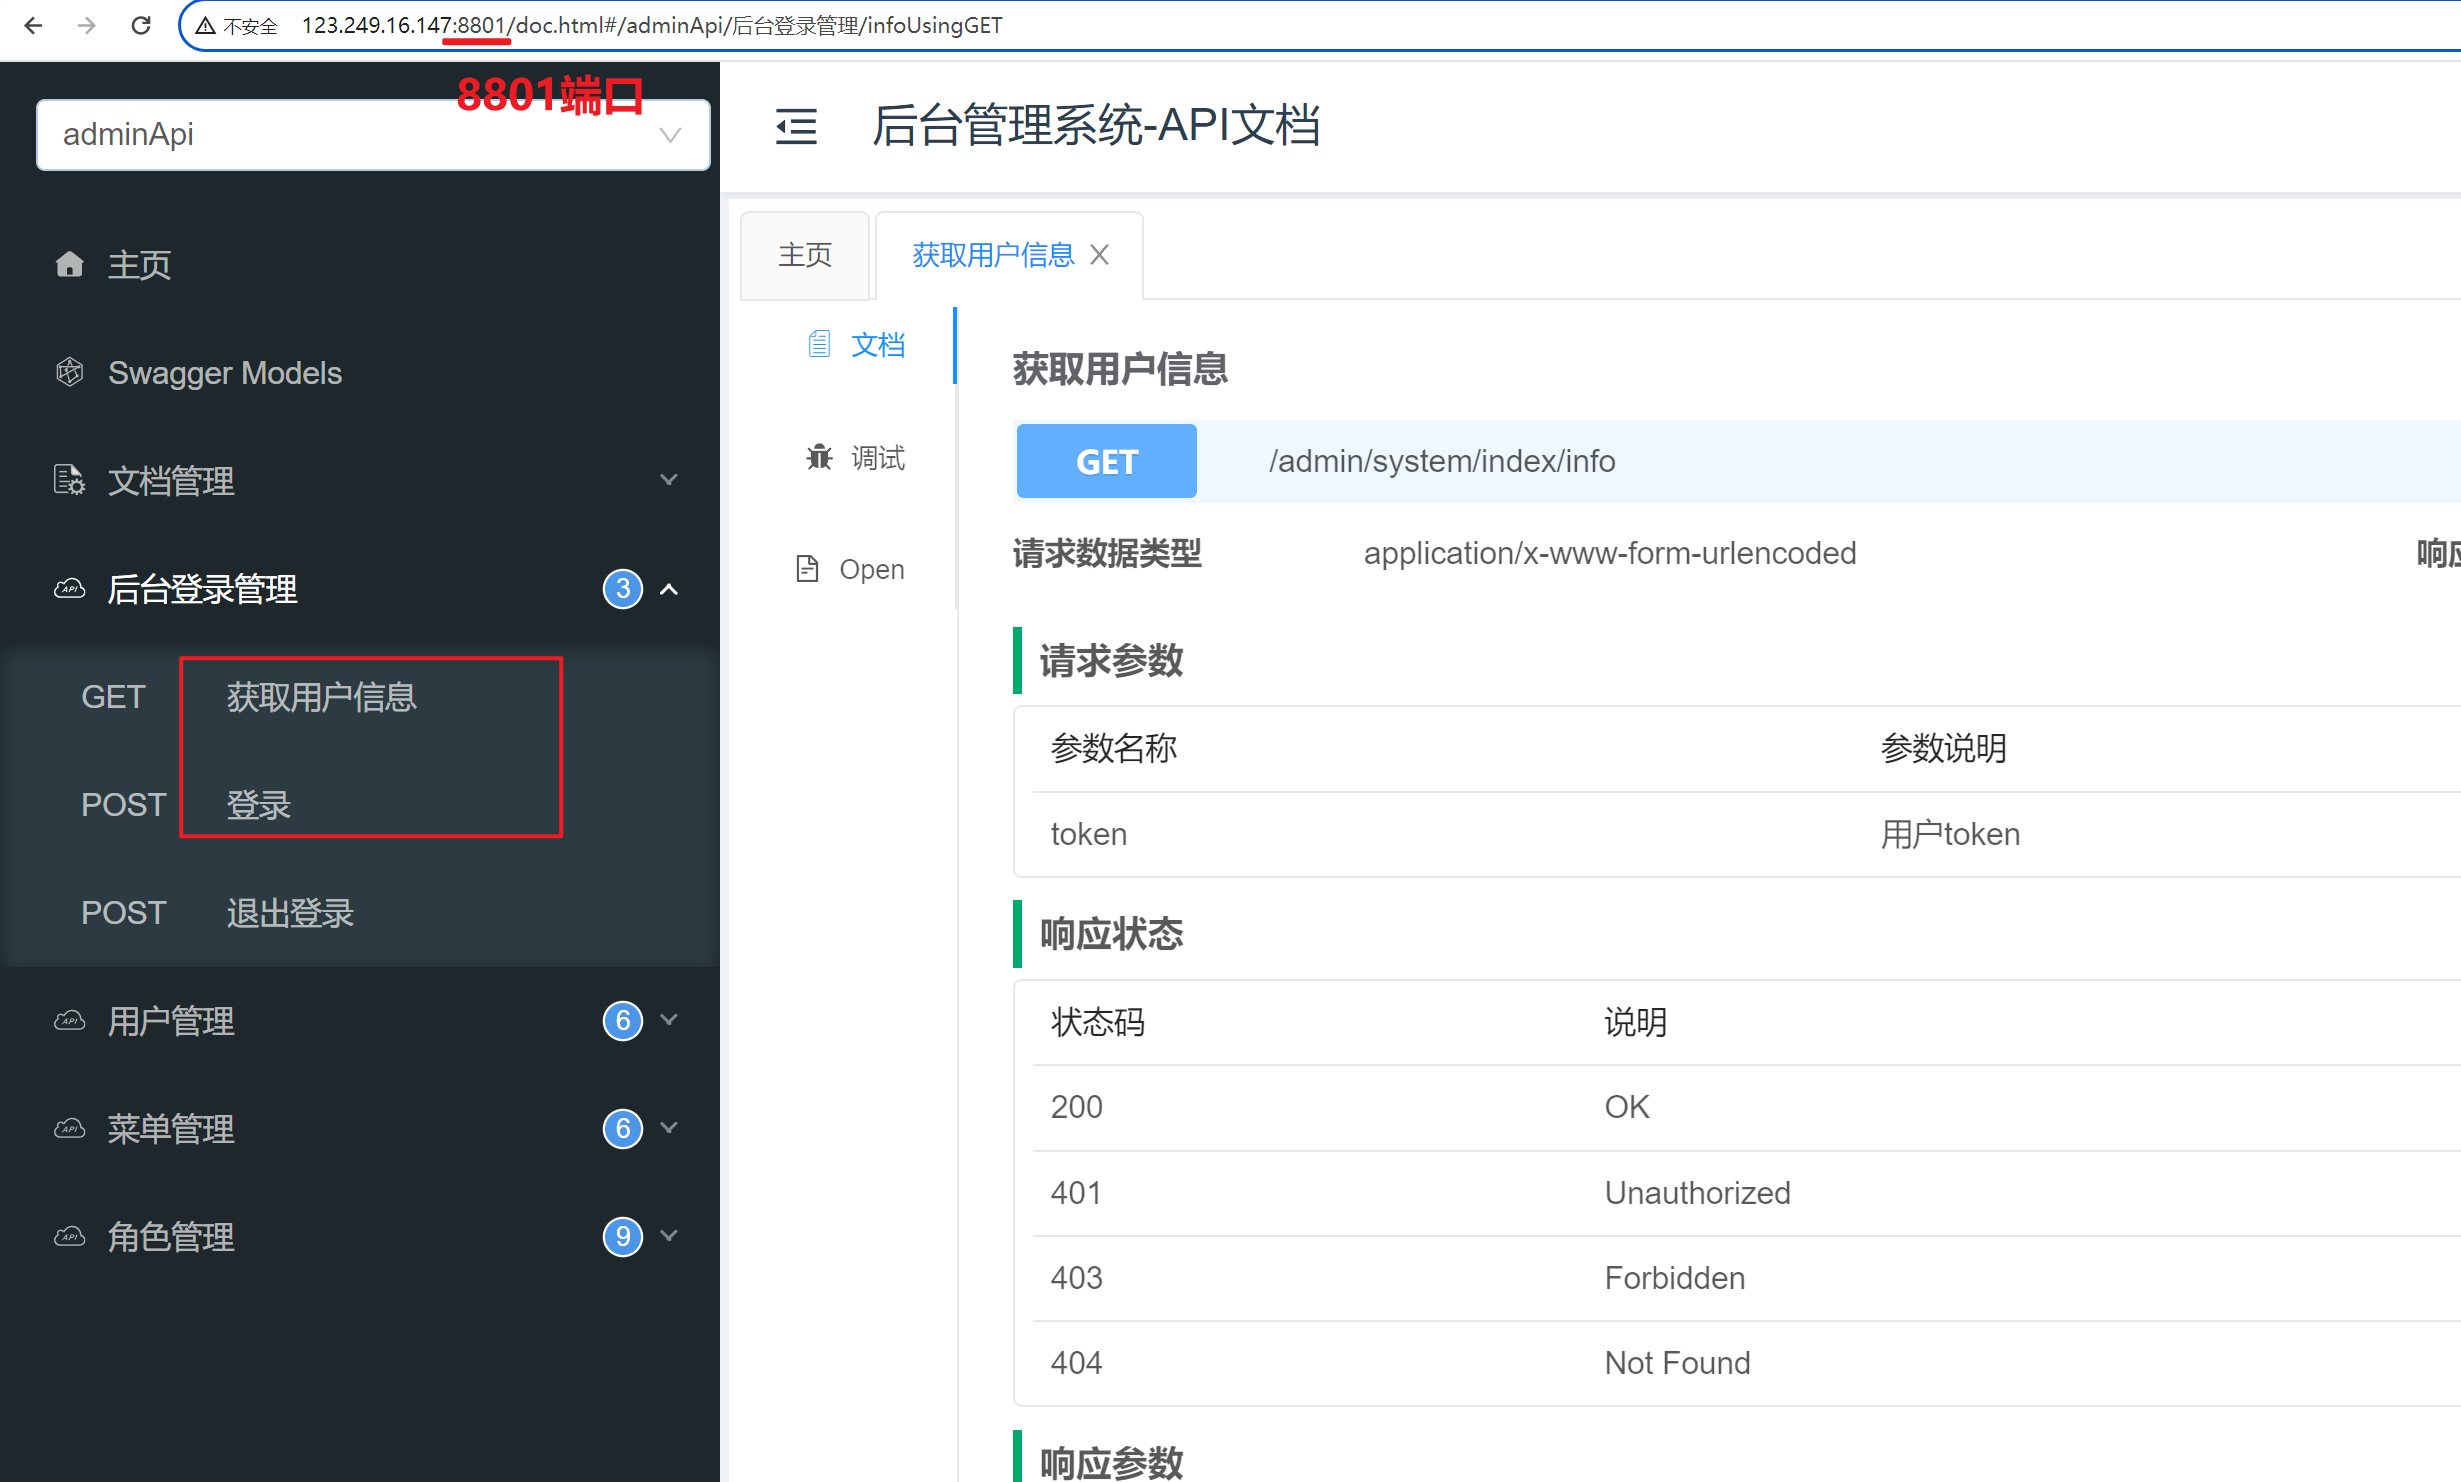 不安全 123.249.16.147:8801/doc.html#/adminApi/后台登录管理/infoUsingGET
8801端口
adminApi
主页
Swagger Models
文档管理
后台登录管理 3
GET 获取用户信息
POST 登录
POST 退出登录
用户管理 6
菜单管理 6
角色管理 9
后台管理系统-API文档
主页 获取用户信息
文档
调试
Open
获取用户信息
GET /admin/system/index/info
请求数据类型 application/x-www-form-urlencoded 响
请求参数
参数名称 参数说明
token 用户token
响应状态
状态码 说明
200 OK
401 Unauthorized
403 Forbidden
404 Not Found
响应参数